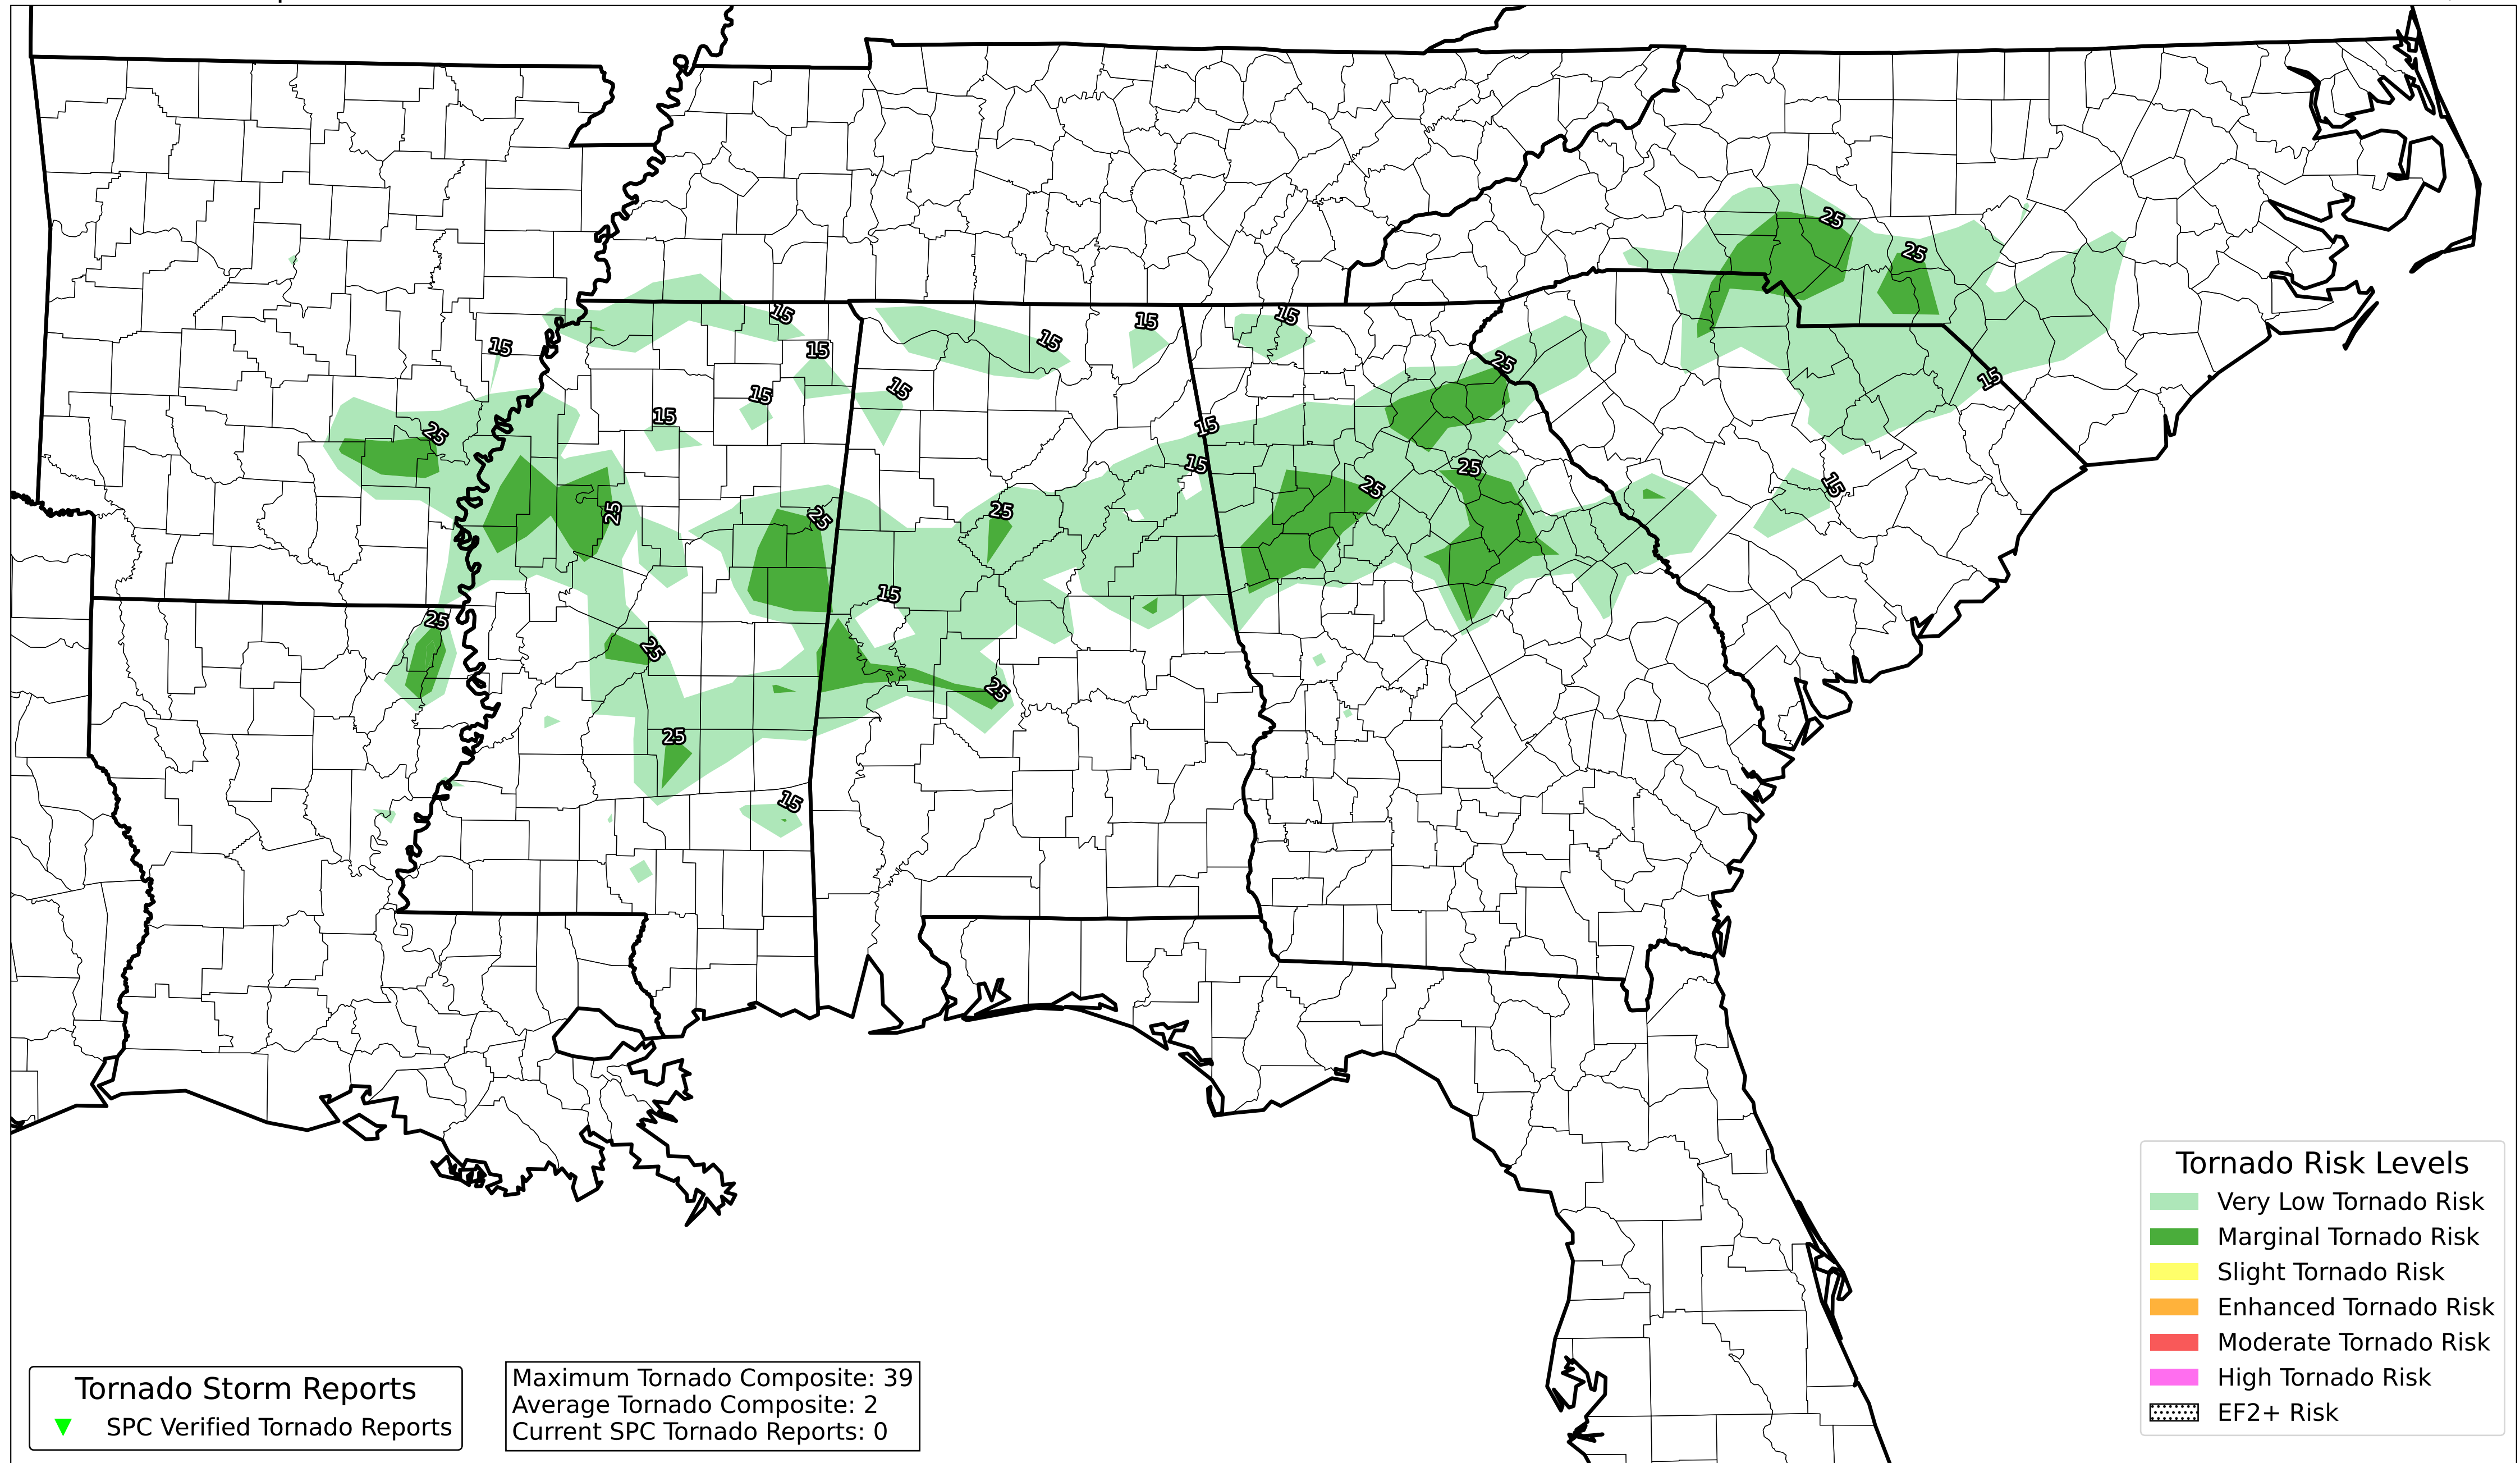 25
25
15
15
15
15
15
15
15
25
15
15
15
15
25
15
15
25
25
15
25
25
25
15
25
25
25
25
15
Tornado Risk Levels
Very Low Tornado Risk
Marginal Tornado Risk
Slight Tornado Risk
Enhanced Tornado Risk
Moderate Tornado Risk
High Tornado Risk
EF2+ Risk
Tornado Storm Reports
SPC Verified Tornado Reports
Maximum Tornado Composite: 39
Average Tornado Composite: 2
Current SPC Tornado Reports: 0